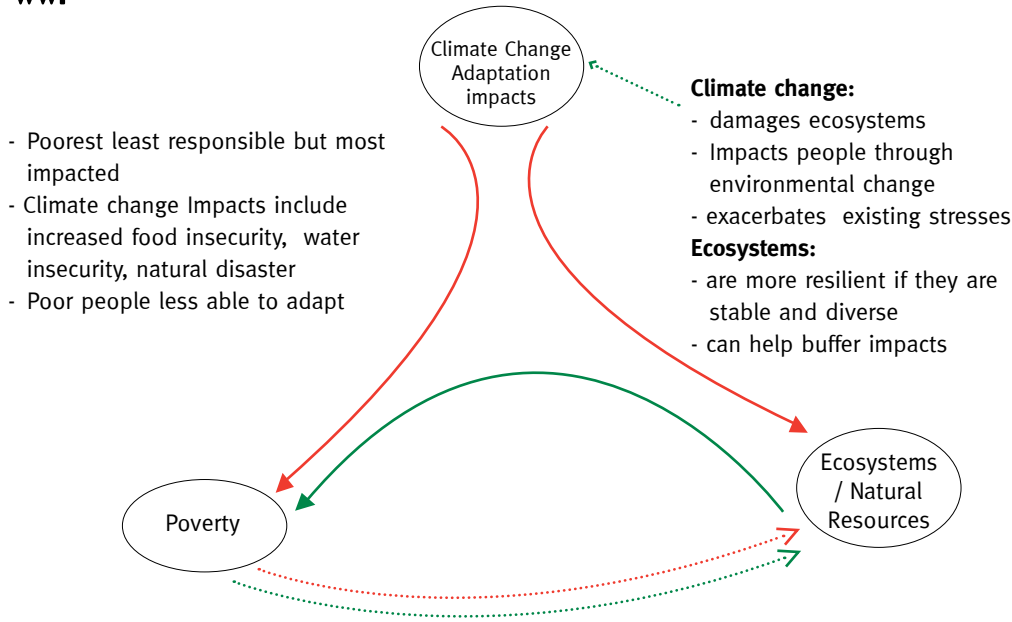 Climate Change
Adaptation
impacts
- Poorest least responsible but most
impacted
- Climate change Impacts include
increased food insecurity, water
insecurity, natural disaster
- Poor people less able to adapt
Climate change:
- damages ecosystems
- Impacts people through
environmental change
- exacerbates existing stresses
Ecosystems:
- are more resilient if they are
stable and diverse
- can help buffer impacts
Poverty
Ecosystems
/ Natural
Resources